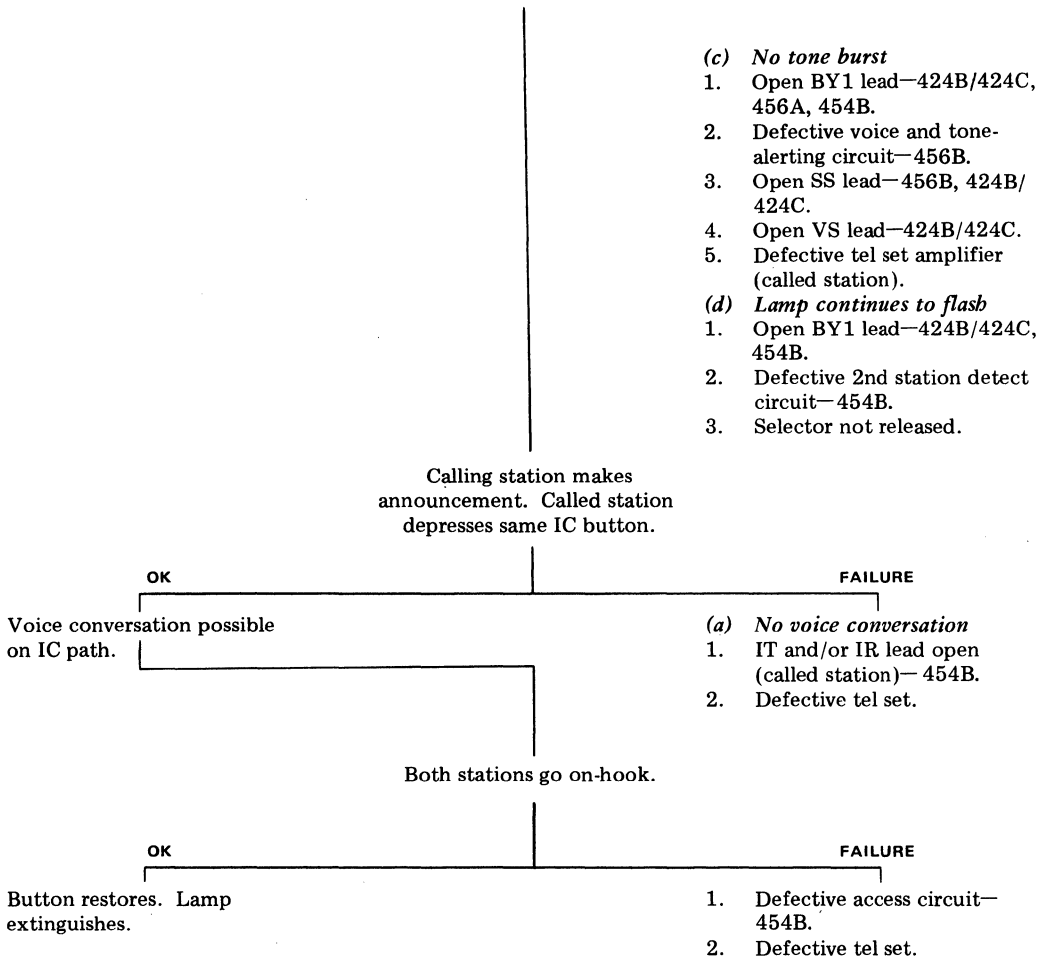 (c) No tone burst
1. Open BY1 lead—424B/424C,
456A, 454B.
2. Defective voice and tone-
alerting circuit—456B.
3. Open SS lead—456B, 424B/
424C.
4. Open VS lead—424B/424C.
5. Defective tel set amplifier
(called station).
(d) Lamp continues to flash
1. Open BY1 lead—424B/424C,
454B.
2. Defective 2nd station detect
circuit—454B.
3. Selector not released.
Calling station makes
announcement. Called station
depresses same IC button.
OK
FAILURE
Voice conversation possible
on IC path.
(a) No voice conversation
1. IT and/or IR lead open
(called station)—454B.
2. Defective tel set.
Both stations go on-hook.
OK
FAILURE
Button restores. Lamp
extinguishes.
1. Defective access circuit—
454B.
2. Defective tel set.